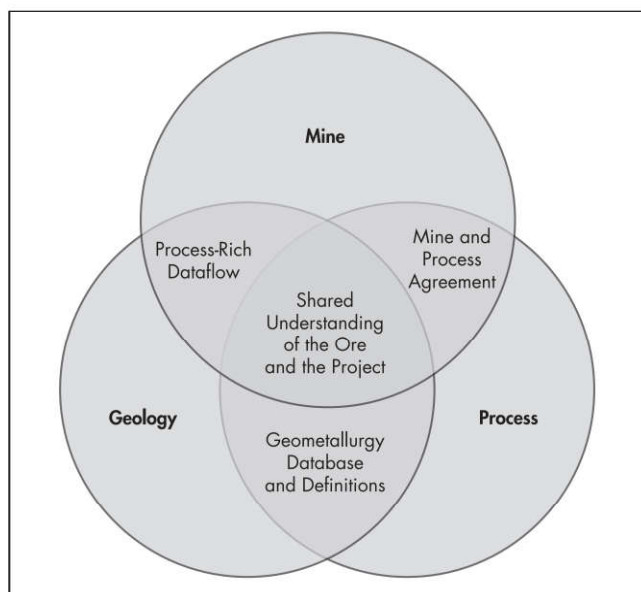 Mine
Process-Rich
Dataflow
Mine and
Process
Agreement
Shared
Understanding
of the Ore
and the Project
Geology
Process
Geometallurgy
Database
and Definitions